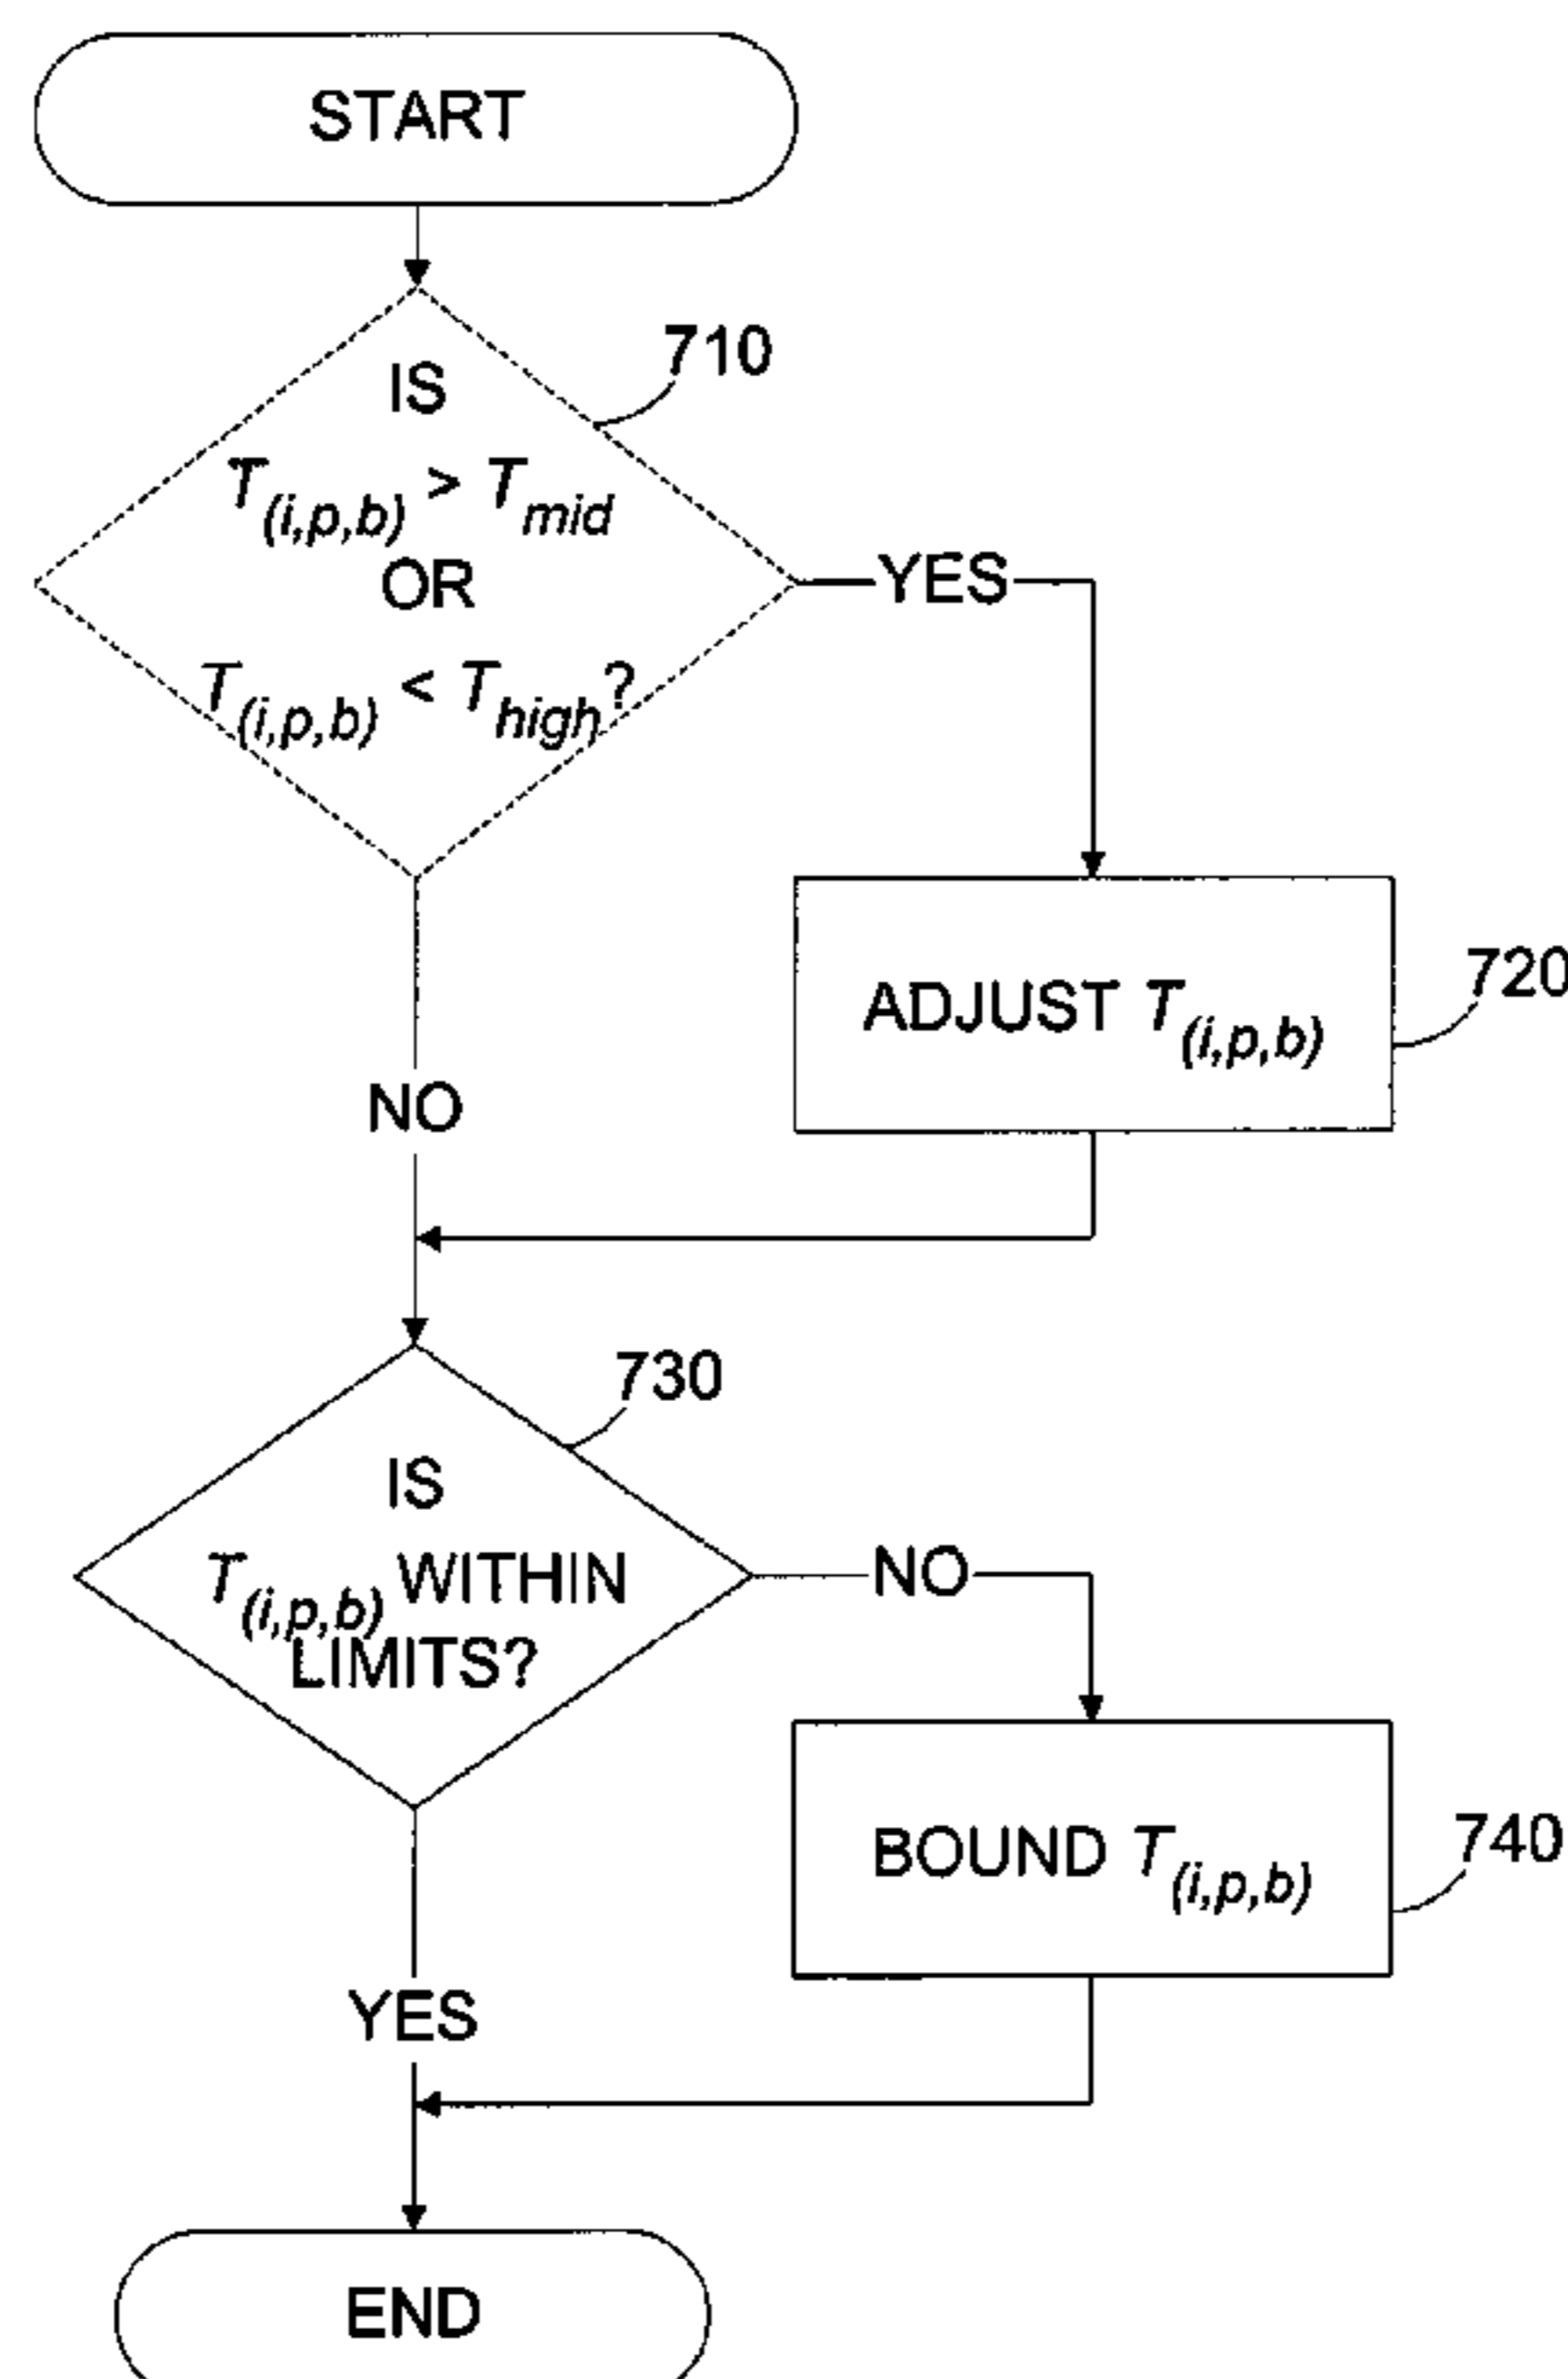 START
710
IS
T(i,p,b) > Tmid
OR
T(i,p,b) < Thigh?
YES
720
ADJUST T(i,p,b)
NO
730
IS
T(i,p,b) WITHIN
LIMITS?
NO
740
BOUND T(i,p,b)
YES
END